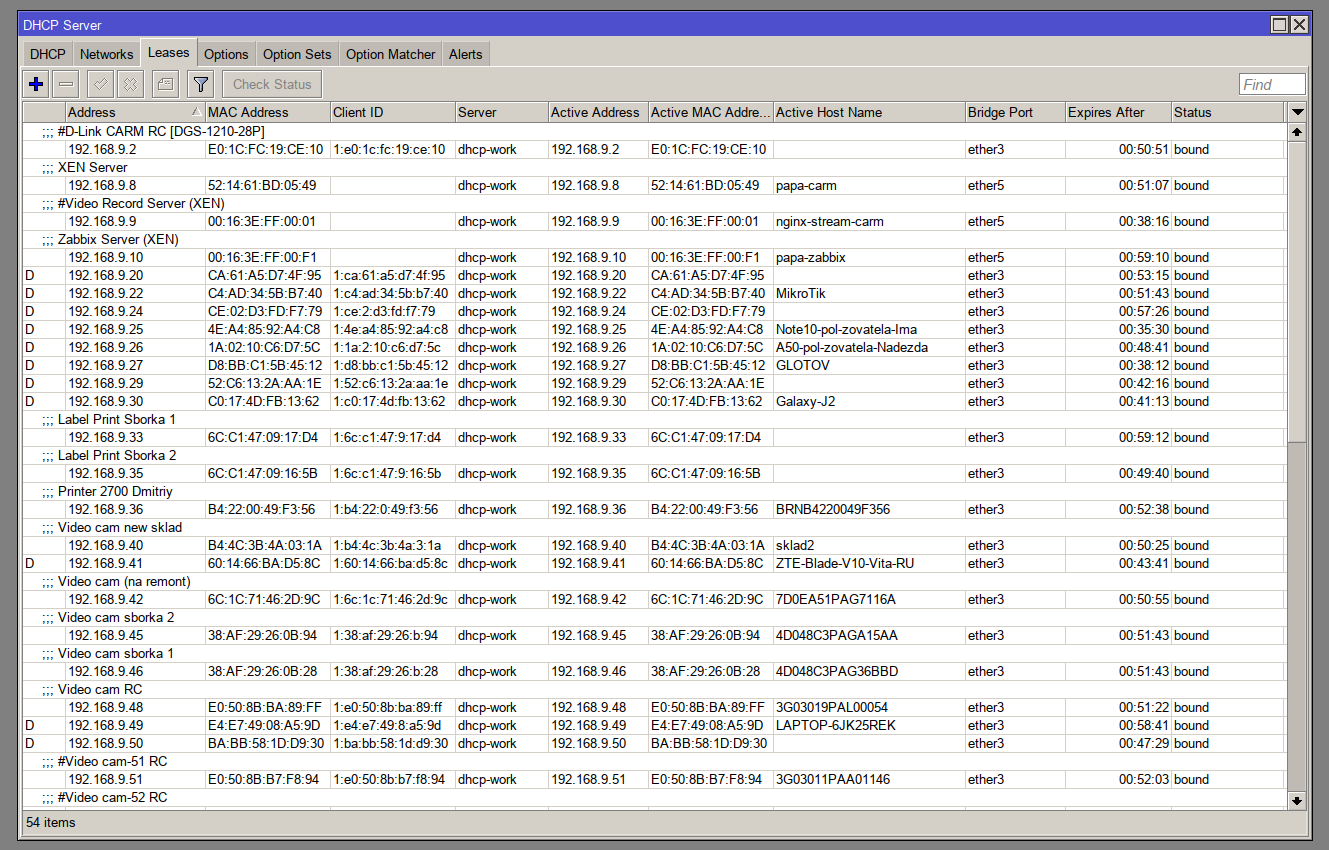 DHCP Server
DHCP Networks Leases Options Option Sets Option Matcher Alerts
Check Status Find
Address MAC Address Client ID Server Active Address Active MAC Addre... Active Host Name Bridge Port Expires After Status
;;; #D-Link CARM RC [DGS-1210-28P]
192.168.9.2 E0:1C:FC:19:CE:10 1:e0:1c:fc:19:ce:10 dhcp-work 192.168.9.2 E0:1C:FC:19:CE:10 ether3 00:50:51 bound
;;; XEN Server
192.168.9.8 52:14:61:BD:05:49 dhcp-work 192.168.9.8 52:14:61:BD:05:49 papa-carm ether5 00:51:07 bound
;;; #Video Record Server (XEN)
192.168.9.9 00:16:3E:FF:00:01 dhcp-work 192.168.9.9 00:16:3E:FF:00:01 nginx-stream-carm ether5 00:38:16 bound
;;; Zabbix Server (XEN)
192.168.9.10 00:16:3E:FF:00:F1 dhcp-work 192.168.9.10 00:16:3E:FF:00:F1 papa-zabbix ether5 00:59:10 bound
D 192.168.9.20 CA:61:A5:D7:4F:95 1:ca:61:a5:d7:4f:95 dhcp-work 192.168.9.20 CA:61:A5:D7:4F:95 ether3 00:53:15 bound
D 192.168.9.22 C4:AD:34:5B:B7:40 1:c4:ad:34:5b:b7:40 dhcp-work 192.168.9.22 C4:AD:34:5B:B7:40 MikroTik ether3 00:51:43 bound
D 192.168.9.24 CE:02:D3:FD:F7:79 1:ce:2:d3:fd:f7:79 dhcp-work 192.168.9.24 CE:02:D3:FD:F7:79 ether3 00:57:26 bound
D 192.168.9.25 4E:A4:85:92:A4:C8 1:4e:a4:85:92:a4:c8 dhcp-work 192.168.9.25 4E:A4:85:92:A4:C8 Note10-pol-zovatela-Ima ether3 00:35:30 bound
D 192.168.9.26 1A:02:10:C6:D7:5C 1:1a:2:10:c6:d7:5c dhcp-work 192.168.9.26 1A:02:10:C6:D7:5C A50-pol-zovatela-Nadezda ether3 00:48:41 bound
D 192.168.9.27 D8:BB:C1:5B:45:12 1:d8:bb:c1:5b:45:12 dhcp-work 192.168.9.27 D8:BB:C1:5B:45:12 GLOTOV ether3 00:38:12 bound
D 192.168.9.29 52:C6:13:2A:AA:1E 1:52:c6:13:2a:aa:1e dhcp-work 192.168.9.29 52:C6:13:2A:AA:1E ether3 00:42:16 bound
D 192.168.9.30 C0:17:4D:FB:13:62 1:c0:17:4d:fb:13:62 dhcp-work 192.168.9.30 C0:17:4D:FB:13:62 Galaxy-J2 ether3 00:41:13 bound
;;; Label Print Sborka 1
192.168.9.33 6C:C1:47:09:17:D4 1:6c:c1:47:9:17:d4 dhcp-work 192.168.9.33 6C:C1:47:09:17:D4 ether3 00:59:12 bound
;;; Label Print Sborka 2
192.168.9.35 6C:C1:47:09:16:5B 1:6c:c1:47:9:16:5b dhcp-work 192.168.9.35 6C:C1:47:09:16:5B ether3 00:49:40 bound
;;; Printer 2700 Dmitriy
192.168.9.36 B4:22:00:49:F3:56 1:b4:22:0:49:f3:56 dhcp-work 192.168.9.36 B4:22:00:49:F3:56 BRNB4220049F356 ether3 00:52:38 bound
;;; Video cam new sklad
192.168.9.40 B4:4C:3B:4A:03:1A 1:b4:4c:3b:4a:3:1a dhcp-work 192.168.9.40 B4:4C:3B:4A:03:1A sklad2 ether3 00:50:25 bound
D 192.168.9.41 60:14:66:BA:D5:8C 1:60:14:66:ba:d5:8c dhcp-work 192.168.9.41 60:14:66:BA:D5:8C ZTE-Blade-V10-Vita-RU ether3 00:43:41 bound
;;; Video cam (na remont)
192.168.9.42 6C:1C:71:46:2D:9C 1:6c:1c:71:46:2d:9c dhcp-work 192.168.9.42 6C:1C:71:46:2D:9C 7D0EA51PAG7116A ether3 00:50:55 bound
;;; Video cam sborka 2
192.168.9.45 38:AF:29:26:0B:94 1:38:af:29:26:b:94 dhcp-work 192.168.9.45 38:AF:29:26:0B:94 4D048C3PAGA15AA ether3 00:51:43 bound
;;; Video cam sborka 1
192.168.9.46 38:AF:29:26:0B:28 1:38:af:29:26:b:28 dhcp-work 192.168.9.46 38:AF:29:26:0B:28 4D048C3PAG36BBD ether3 00:51:43 bound
;;; Video cam RC
192.168.9.48 E0:50:8B:BA:89:FF 1:e0:50:8b:ba:89:ff dhcp-work 192.168.9.48 E0:50:8B:BA:89:FF 3G03019PAL00054 ether3 00:51:22 bound
D 192.168.9.49 E4:E7:49:08:A5:9D 1:e4:e7:49:8:a5:9d dhcp-work 192.168.9.49 E4:E7:49:08:A5:9D LAPTOP-6JK25REK ether3 00:58:41 bound
D 192.168.9.50 BA:BB:58:1D:D9:30 1:ba:bb:58:1d:d9:30 dhcp-work 192.168.9.50 BA:BB:58:1D:D9:30 ether3 00:47:29 bound
;;; #Video cam-51 RC
192.168.9.51 E0:50:8B:B7:F8:94 1:e0:50:8b:b7:f8:94 dhcp-work 192.168.9.51 E0:50:8B:B7:F8:94 3G03011PAA01146 ether3 00:52:03 bound
;;; #Video cam-52 RC
54 items